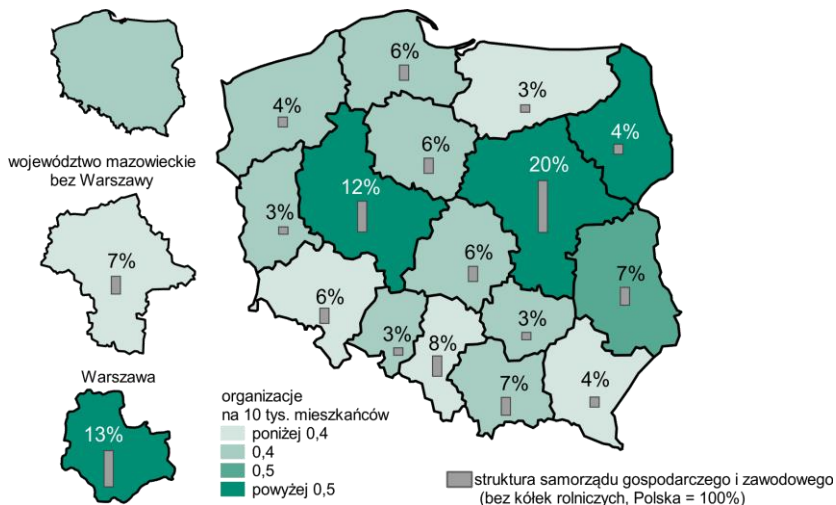 6%
3%
4%
4%
6%
województwo mazowieckie
bez Warszawy
20%
12%
3%
7%
6%
7%
6%
3%
3%
8%
Warszawa
7%
4%
13%
organizacje
na 10 tys. mieszkańców
poniżej 0,4
0,4
0,5
powyżej 0,5
struktura samorządu gospodarczego i zawodowego
(bez kółek rolniczych, Polska = 100%)